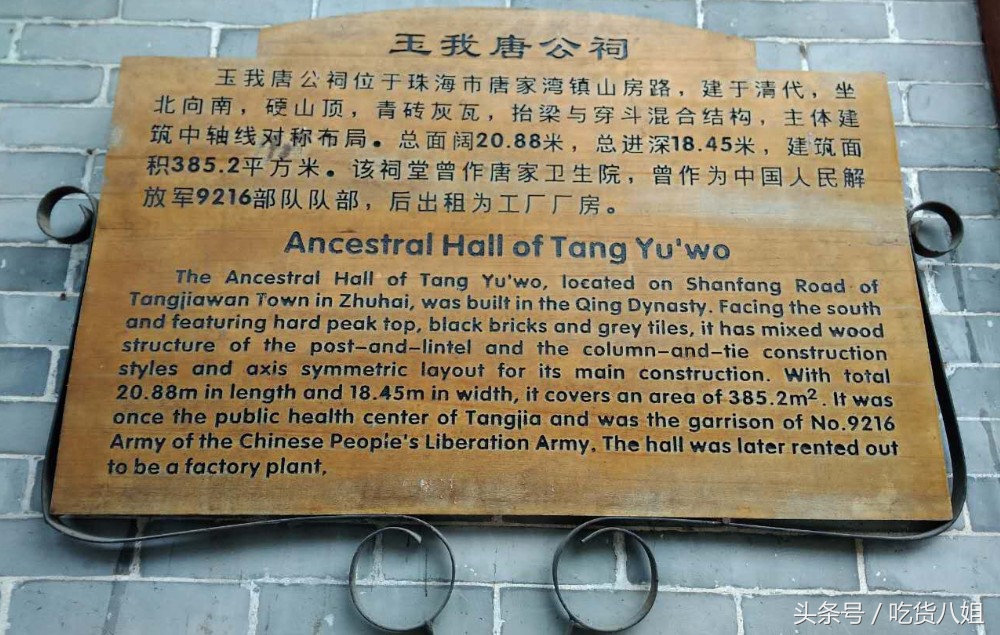 玉我唐公祠
玉我唐公祠位于珠海市唐家湾镇山房路，建于清代，坐
北向南，硬山顶，青砖灰瓦，抬梁与穿斗混合结构，主体建
筑中轴线对称布局。总面阔20.88米，总进深18.45米，建筑面
积385.2平方米。该祠堂曾作唐家卫生院，曾作为中国人民解
放军9216部队队部，后出租为工厂厂房。
Ancestral Hall of Tang Yu'wo
The Ancestral Hall of Tang Yu'wo, located on Shanfang Road of
Tangjiawan Town in Zhuhai, was built in the Qing Dynasty. Facing the south
and featuring hard peak top, black bricks and grey tiles, it has mixed wood
structure of the post-and-lintel and the column-and-tie construction
styles and axis symmetric layout for its main construction. With total
20.88m in length and 18.45m in width, it covers an area of 385.2m². It was
once the public health center of Tangjia and was the garrison of No.9216
Army of the Chinese People's Liberation Army. The hall was later rented out
to be a factory plant.
头条号 / 吃货八姐